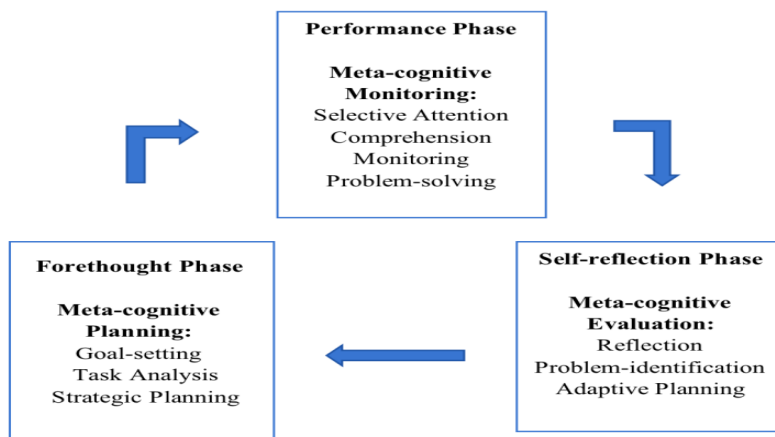 Performance Phase
Meta-cognitive
Monitoring:
Selective Attention
Comprehension
Monitoring
Problem-solving
Forethought Phase
Meta-cognitive
Planning:
Goal-setting
Task Analysis
Strategic Planning
Self-reflection Phase
Meta-cognitive
Evaluation:
Reflection
Problem-identification
Adaptive Planning